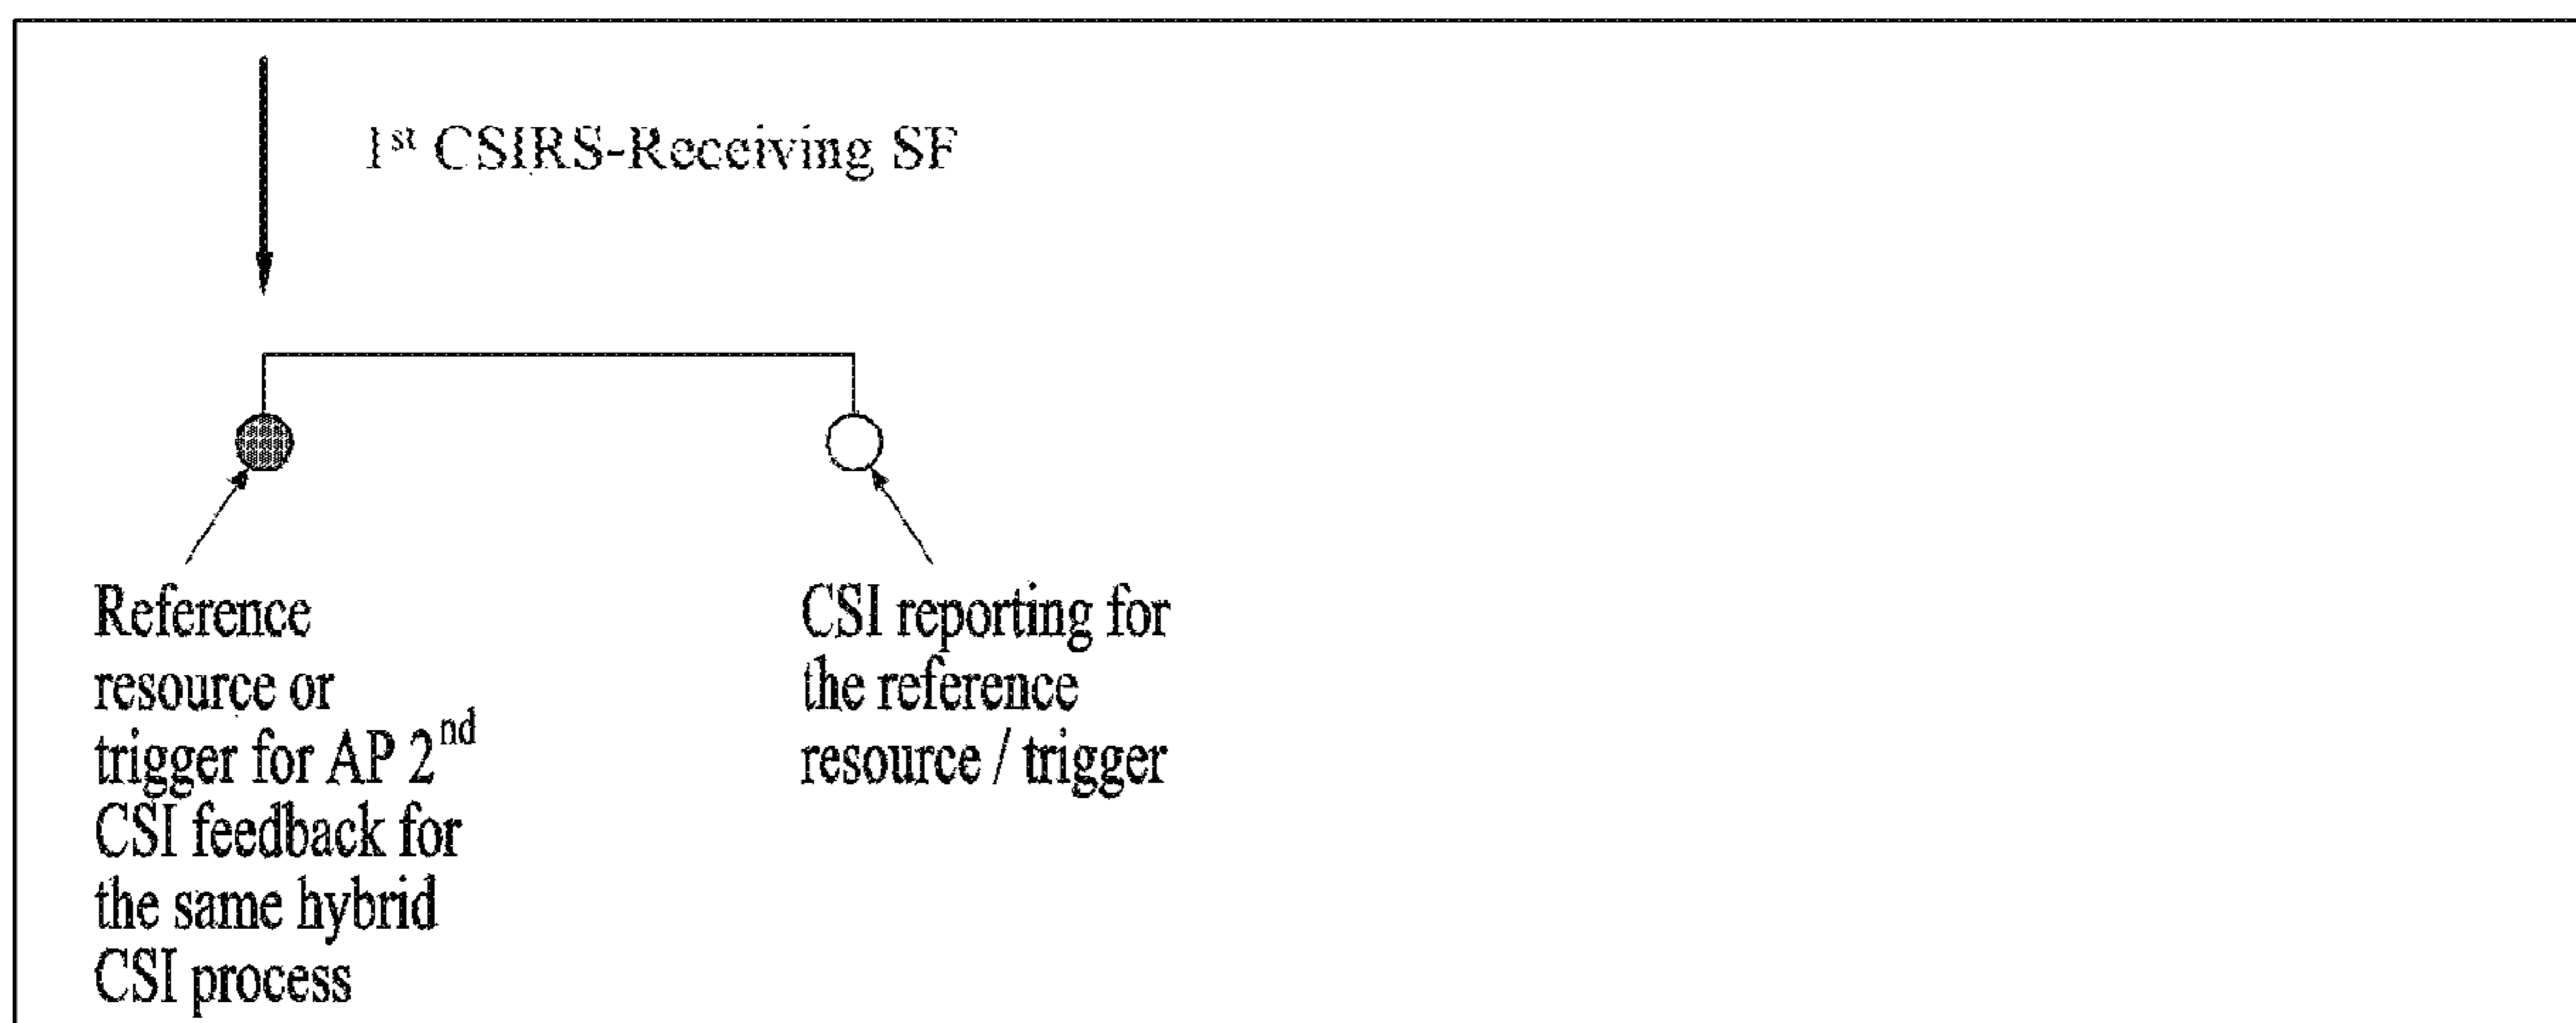 1st CSIRS-Receiving SF
Reference
resource or
trigger for AP 2nd
CSI feedback for
the same hybrid
CSI process
CSI reporting for
the reference
resource / trigger